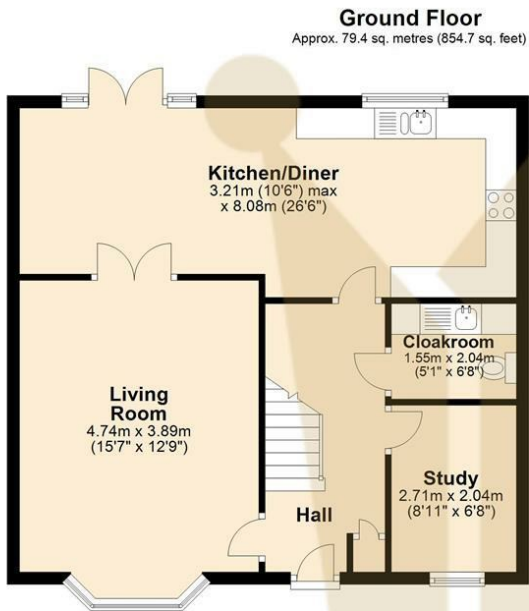 Ground Floor
Approx. 79.4 sq. metres (854.7 sq. feet)
Kitchen/Diner
3.21m (10'6") max
x 8.08m (26'6")
Living
Room
4.74m x 3.89m
(15'7" x 12'9")
Cloakroom
1.55m x 2.04m
(5'1" x 6'8")
Study
2.71m x 2.04m
(8'11" x 6'8")
Hall